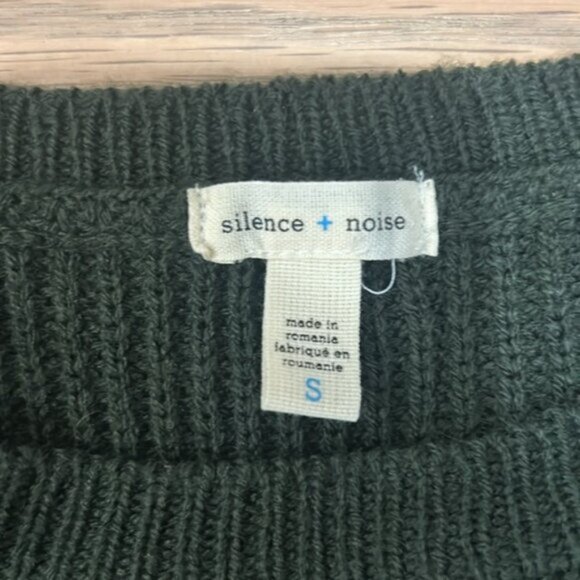 silence + noise
made in
romania
fabriqué en
roumanie
S